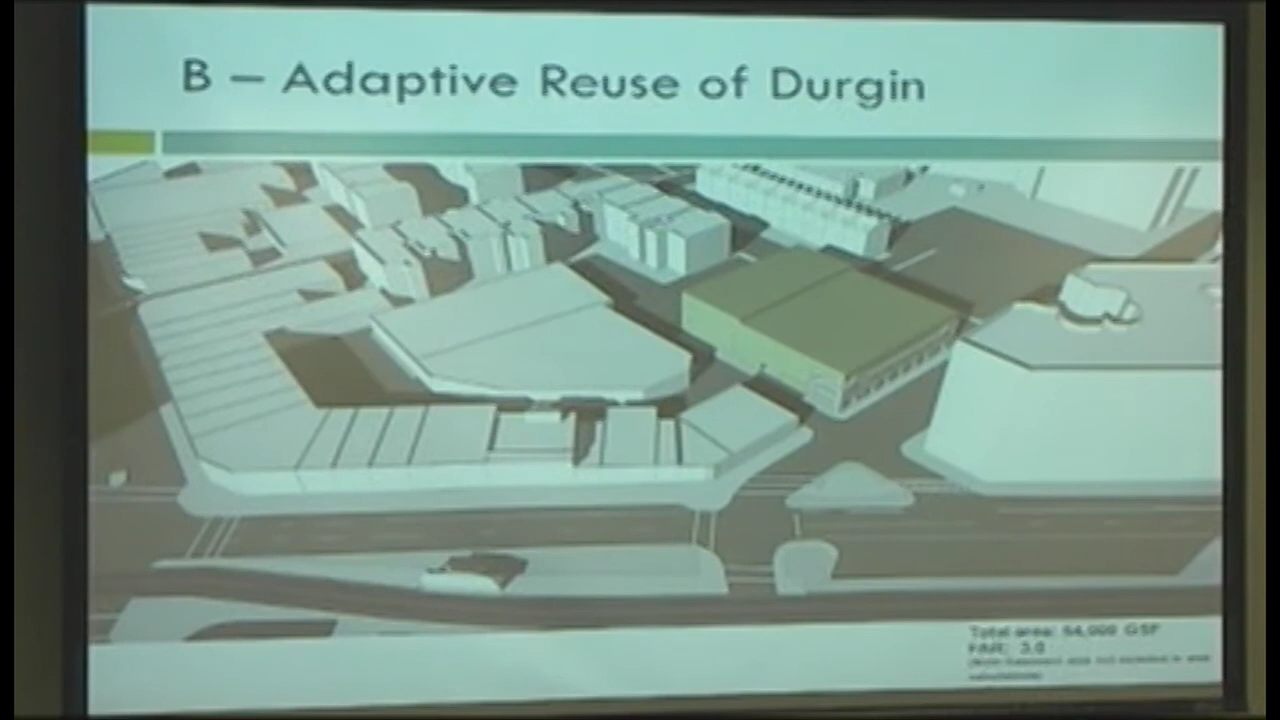 B – Adaptive Reuse of Durgin
Total area: 54,000 GSF
FAR: 3.0